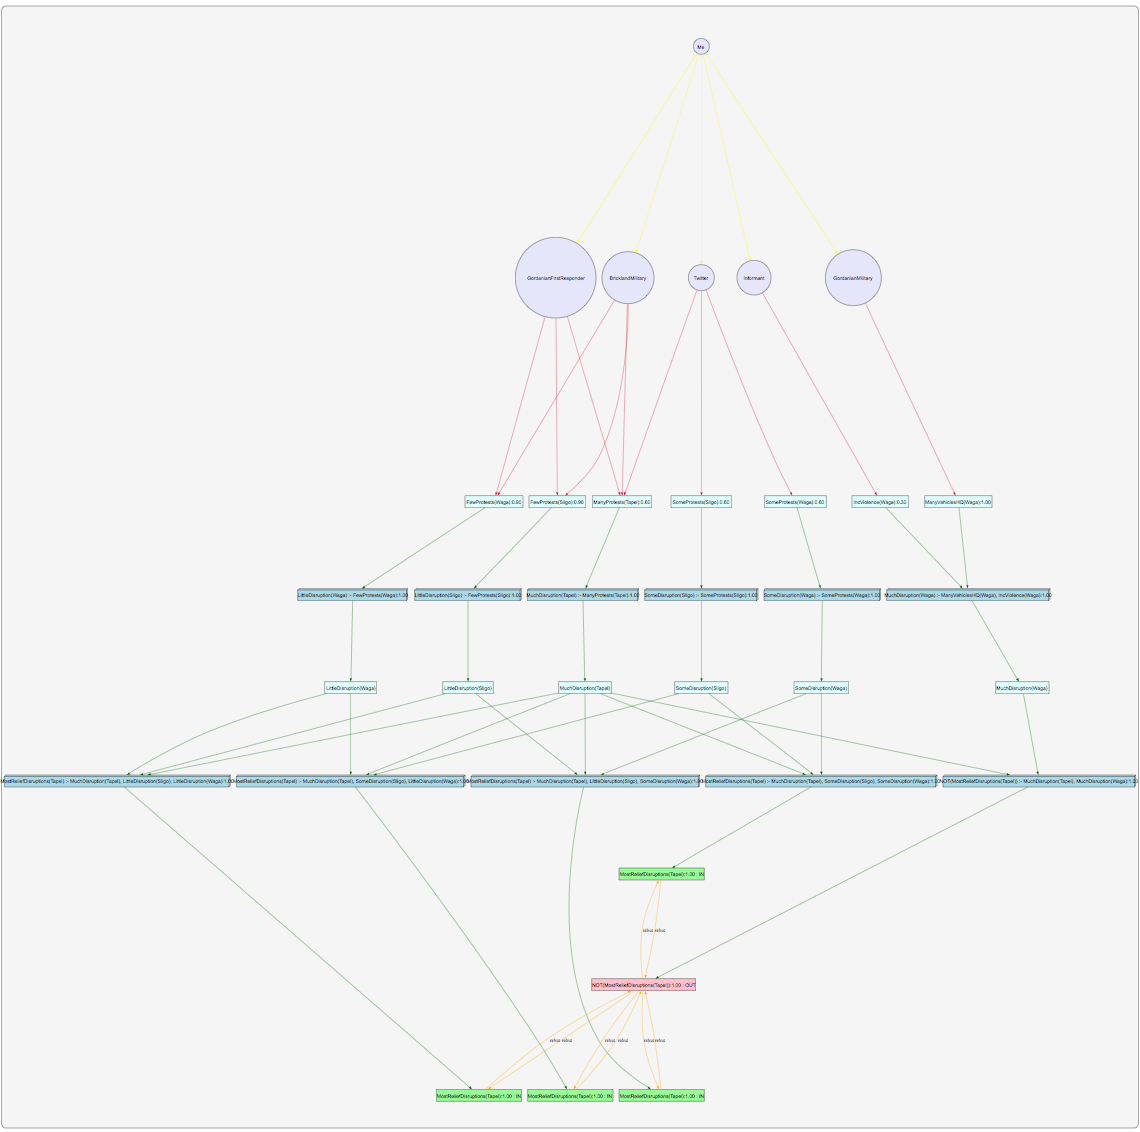 Me
GordanianFirstResponder
BricklandMilitary
Twitter
Informant
GordanianMilitary
FewProtests(Waga):0.90
FewProtests(Sligo):0.90
ManyProtests(Tapel):0.60
SomeProtests(Sligo):0.60
SomeProtests(Waga):0.60
IncViolence(Waga):0.30
ManyVehiclesHQ(Waga):1.00
LittleDisruption(Waga) :- FewProtests(Waga):1.00
LittleDisruption(Sligo) :- FewProtests(Sligo):1.00
MuchDisruption(Tapel) :- ManyProtests(Tapel):1.00
SomeDisruption(Sligo) :- SomeProtests(Sligo):1.00
SomeDisruption(Waga) :- SomeProtests(Waga):1.00
MuchDisruption(Waga) :- ManyVehiclesHQ(Waga), IncViolence(Waga):1.00
LittleDisruption(Waga)
LittleDisruption(Sligo)
MuchDisruption(Tapel)
SomeDisruption(Sligo)
SomeDisruption(Waga)
MuchDisruption(Waga)
MostReliefDisruptions(Tapel) :- MuchDisruption(Tapel), LittleDisruption(Sligo), LittleDisruption(Waga):1.00
MostReliefDisruptions(Tapel) :- MuchDisruption(Tapel), SomeDisruption(Sligo), LittleDisruption(Waga):1.00
MostReliefDisruptions(Tapel) :- MuchDisruption(Tapel), LittleDisruption(Sligo), SomeDisruption(Waga):1.00
MostReliefDisruptions(Tapel) :- MuchDisruption(Tapel), SomeDisruption(Sligo), SomeDisruption(Waga):1.00
NOT(MostReliefDisruptions(Tapel)) :- MuchDisruption(Tapel), MuchDisruption(Waga):1.00
MostReliefDisruptions(Tapel):1.00 : IN
rebut rebut
NOT(MostReliefDisruptions(Tapel)):1.00 : OUT
rebut rebut
rebut rebut
rebut rebut
MostReliefDisruptions(Tapel):1.00 : IN
MostReliefDisruptions(Tapel):1.00 : IN
MostReliefDisruptions(Tapel):1.00 : IN